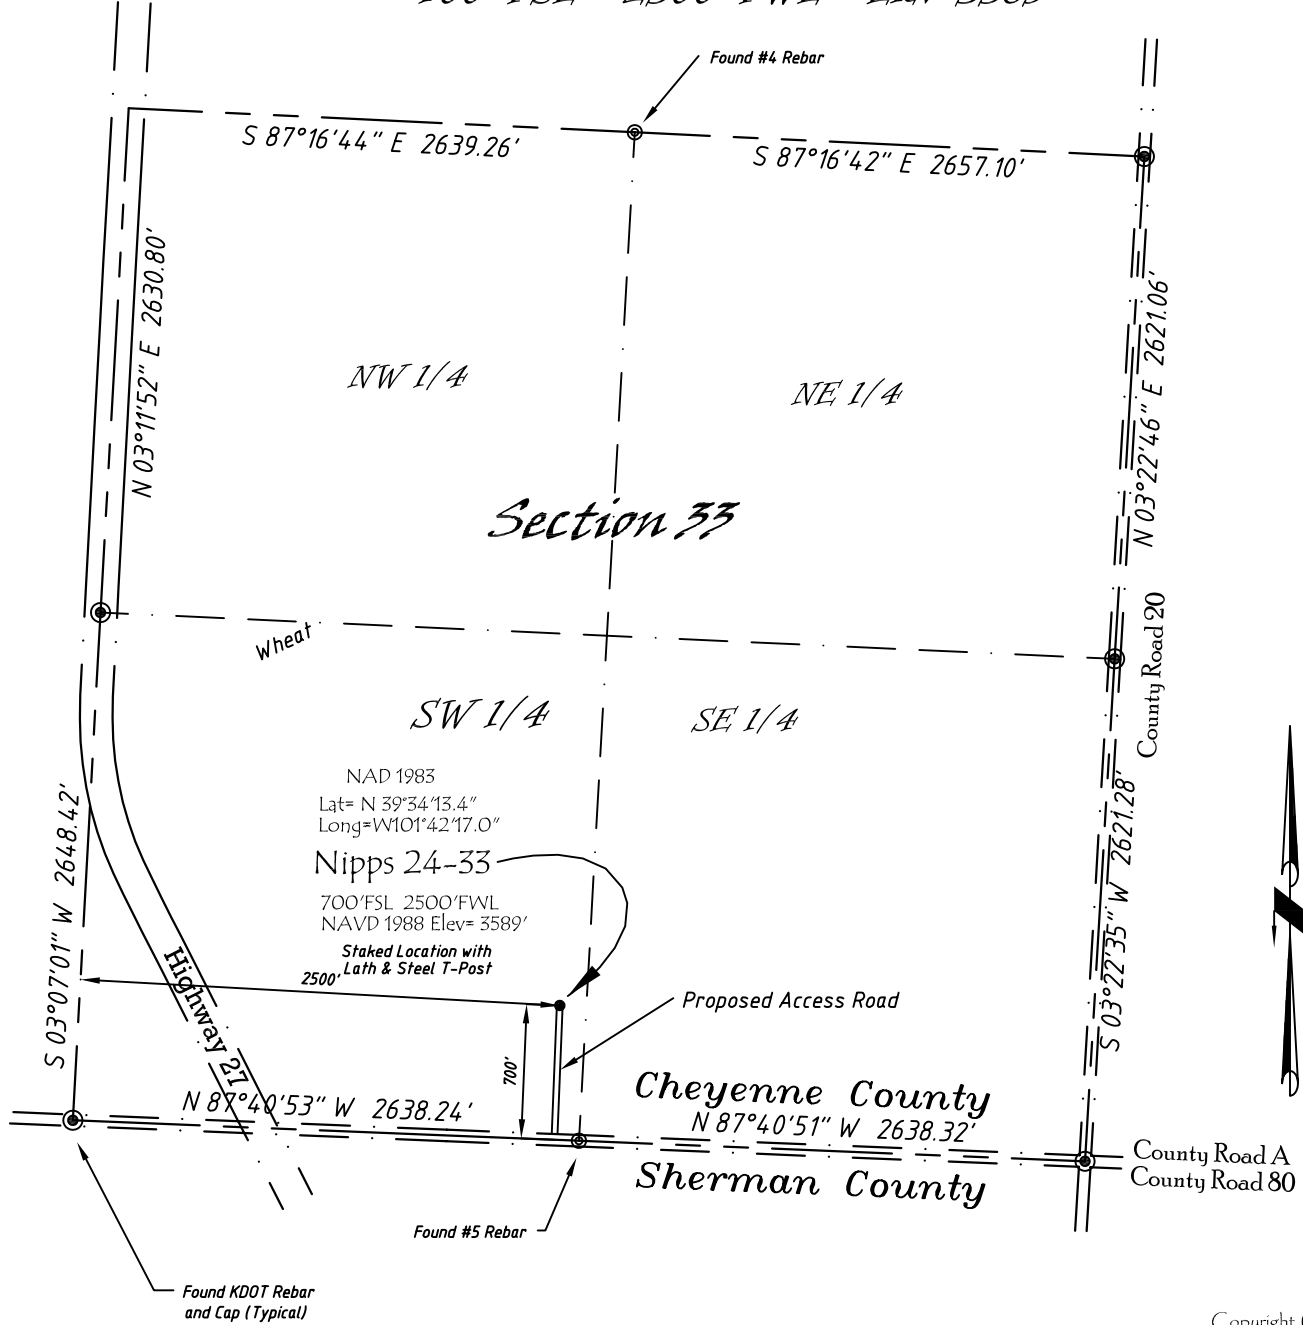 Found #4 Rebar
S 87°16'44" E 2639.26'
S 87°16'42" E 2657.10'
N 03°11'52" E 2630.80'
N 03°22'46" E 2621.06'
NW 1/4
NE 1/4
Section 33
Wheat
County Road 20
SW 1/4
SE 1/4
NAD 1983
Lat= N 39°34'13.4"
Long=W101°42'17.0"
Nipps 24-33
700'FSL 2500'FWL
NAVD 1988 Elev= 3589'
Staked Location with
Lath & Steel T-Post
2500'
S 03°07'01" W 2648.42'
S 03°22'35" W 2621.28'
Highway 27
Proposed Access Road
700'
Cheyenne County
N 87°40'53" W 2638.24'
N 87°40'51" W 2638.32'
County Road A
Sherman County
County Road 80
Found #5 Rebar
Found KDOT Rebar
and Cap (Typical)
Copyright